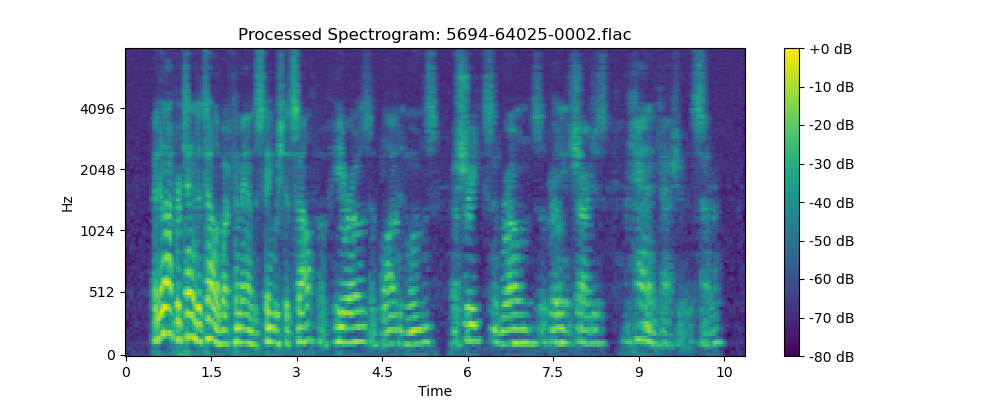 Processed Spectrogram: 5694-64025-0002.flac
Hz
4096
2048
1024
512
0
0 1.5 3 4.5 6 7.5 9 10
Time
+0 dB
-10 dB
-20 dB
-30 dB
-40 dB
-50 dB
-60 dB
-70 dB
-80 dB